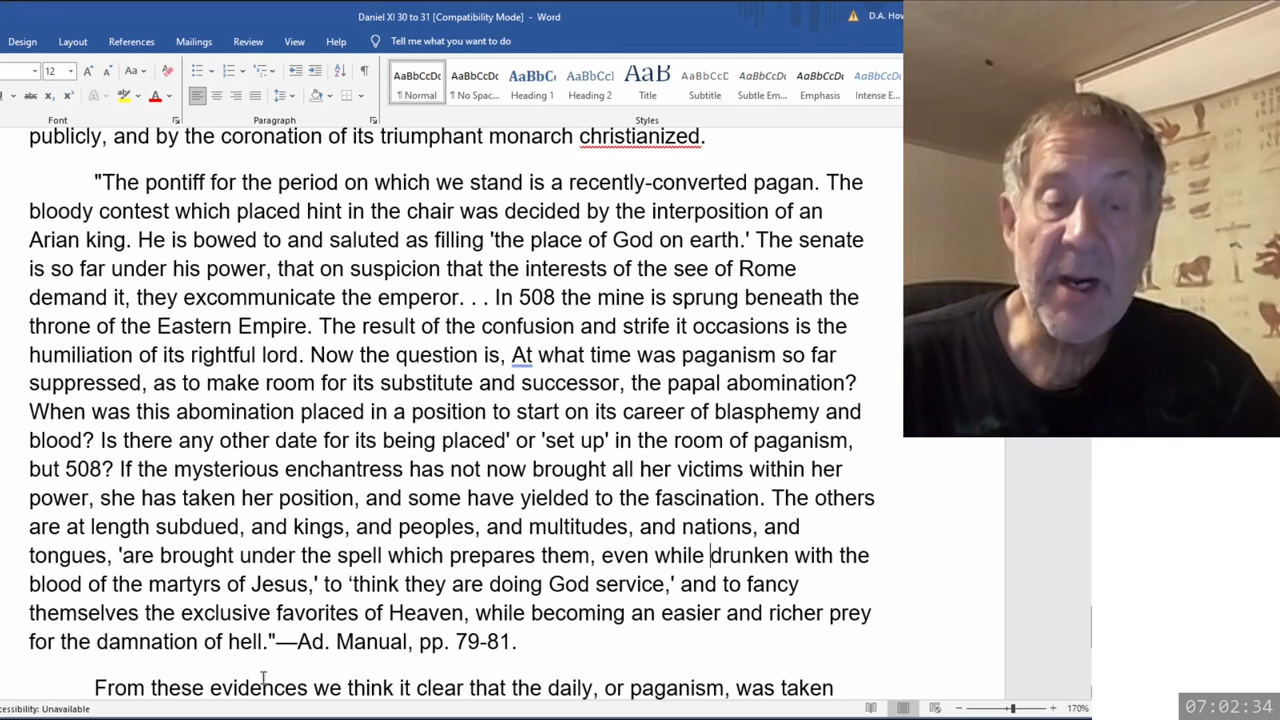 Daniel XI 30 to 31 [Compatibility Mode] - Word
D.A. How
Design Layout References Mailings Review View Help Tell me what you want to do
12 Aa
AaBbCcDc AaBbCcDc AaBbC AaBbCcI AaB AaBbCcD AaBbCcDc AaBbCcDc AaBbCcDc
¶ Normal ¶ No Spac... Heading 1 Heading 2 Title Subtitle Subtle Em... Emphasis Intense E...
Font Paragraph Styles
publicly, and by the coronation of its triumphant monarch christianized.
"The pontiff for the period on which we stand is a recently-converted pagan. The
bloody contest which placed hint in the chair was decided by the interposition of an
Arian king. He is bowed to and saluted as filling 'the place of God on earth.' The senate
is so far under his power, that on suspicion that the interests of the see of Rome
demand it, they excommunicate the emperor. . . In 508 the mine is sprung beneath the
throne of the Eastern Empire. The result of the confusion and strife it occasions is the
humiliation of its rightful lord. Now the question is, At what time was paganism so far
suppressed, as to make room for its substitute and successor, the papal abomination?
When was this abomination placed in a position to start on its career of blasphemy and
blood? Is there any other date for its being placed' or 'set up' in the room of paganism,
but 508? If the mysterious enchantress has not now brought all her victims within her
power, she has taken her position, and some have yielded to the fascination. The others
are at length subdued, and kings, and peoples, and multitudes, and nations, and
tongues, 'are brought under the spell which prepares them, even while drunken with the
blood of the martyrs of Jesus,' to ‘think they are doing God service,' and to fancy
themselves the exclusive favorites of Heaven, while becoming an easier and richer prey
for the damnation of hell."—Ad. Manual, pp. 79-81.
From these evidences we think it clear that the daily, or paganism, was taken
cessibility: Unavailable
170%
07:02:34